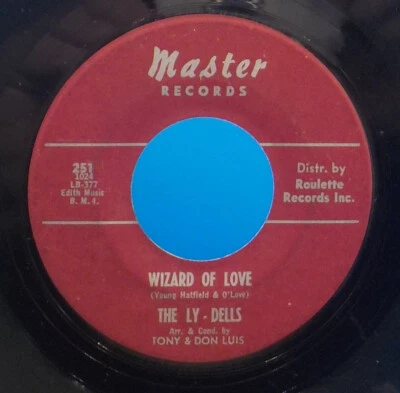 Master
RECORDS
251
1024
LB-377
Edith Music
B. M. I.
Distr. by
Roulette
Records Inc.
WIZARD OF LOVE
(Young Hatfield & O'Love)
THE LY - DELLS
Arr. & Cond. by
TONY & DON LUIS